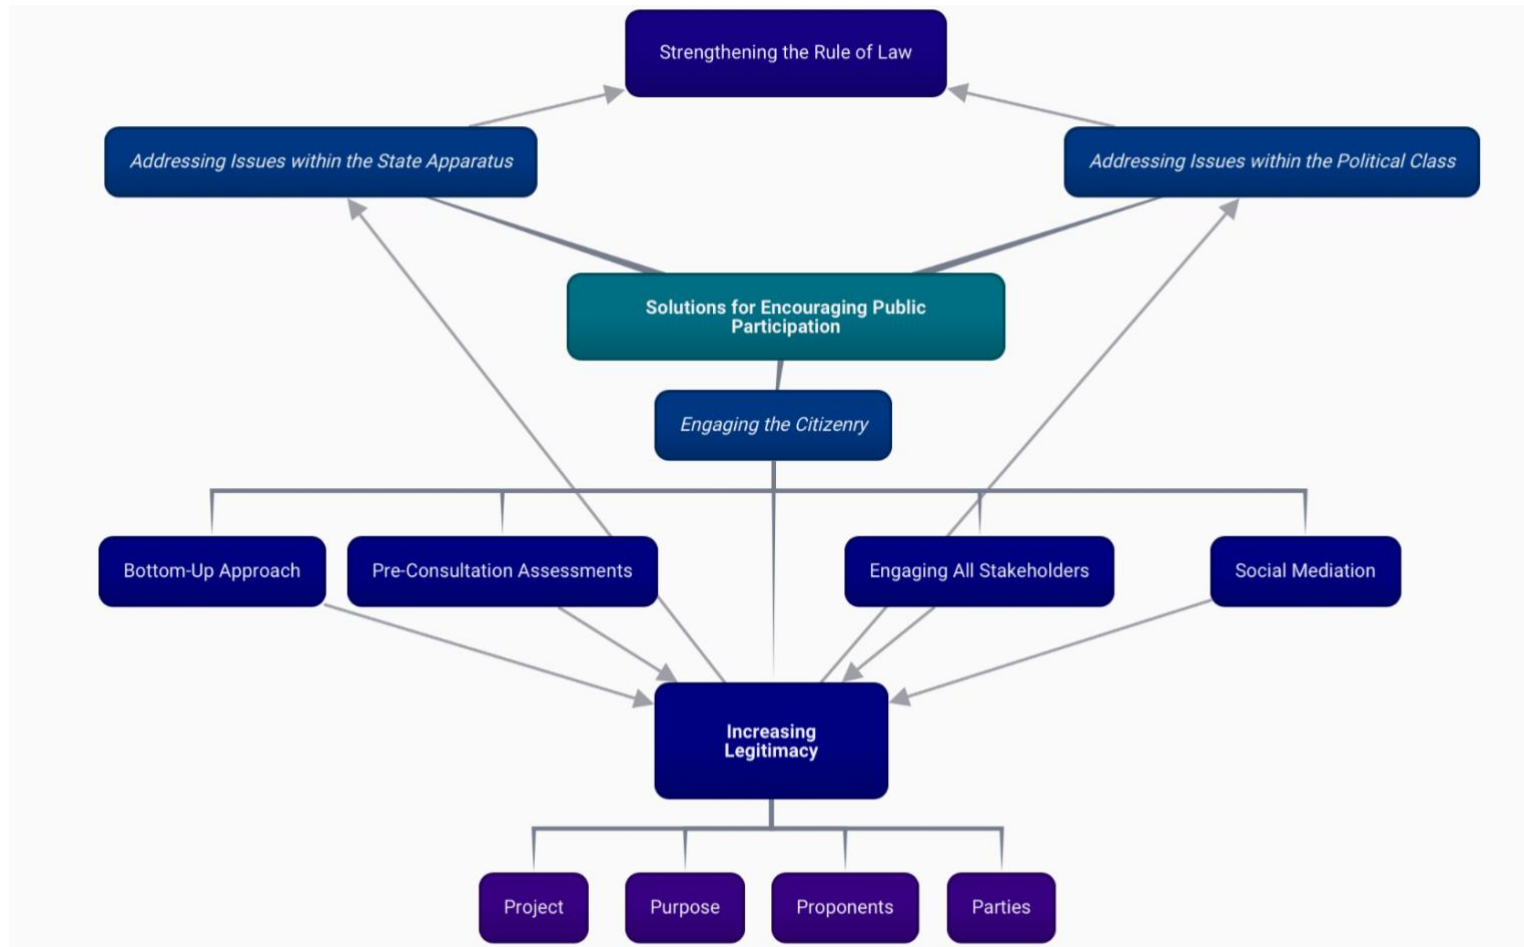 Strengthening the Rule of Law
Addressing Issues within the State Apparatus
Addressing Issues within the Political Class
Solutions for Encouraging Public
Participation
Engaging the Citizenry
Bottom-Up Approach
Pre-Consultation Assessments
Engaging All Stakeholders
Social Mediation
Increasing
Legitimacy
Project
Purpose
Proponents
Parties